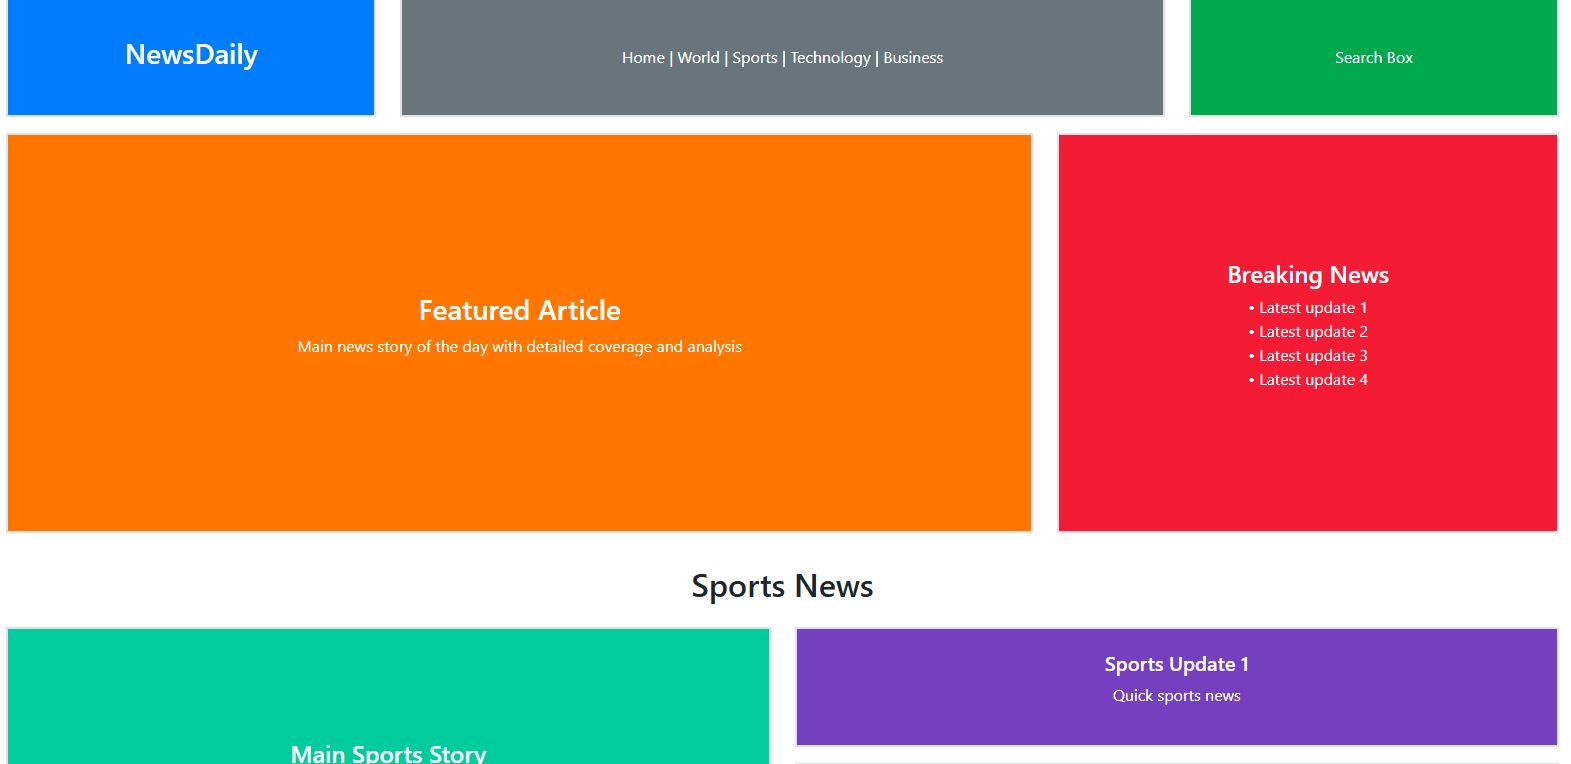 NewsDaily
Home | World | Sports | Technology | Business
Search Box
Featured Article
Main news story of the day with detailed coverage and analysis
Breaking News
• Latest update 1
• Latest update 2
• Latest update 3
• Latest update 4
Sports News
Main Sports Story
Sports Update 1
Quick sports news